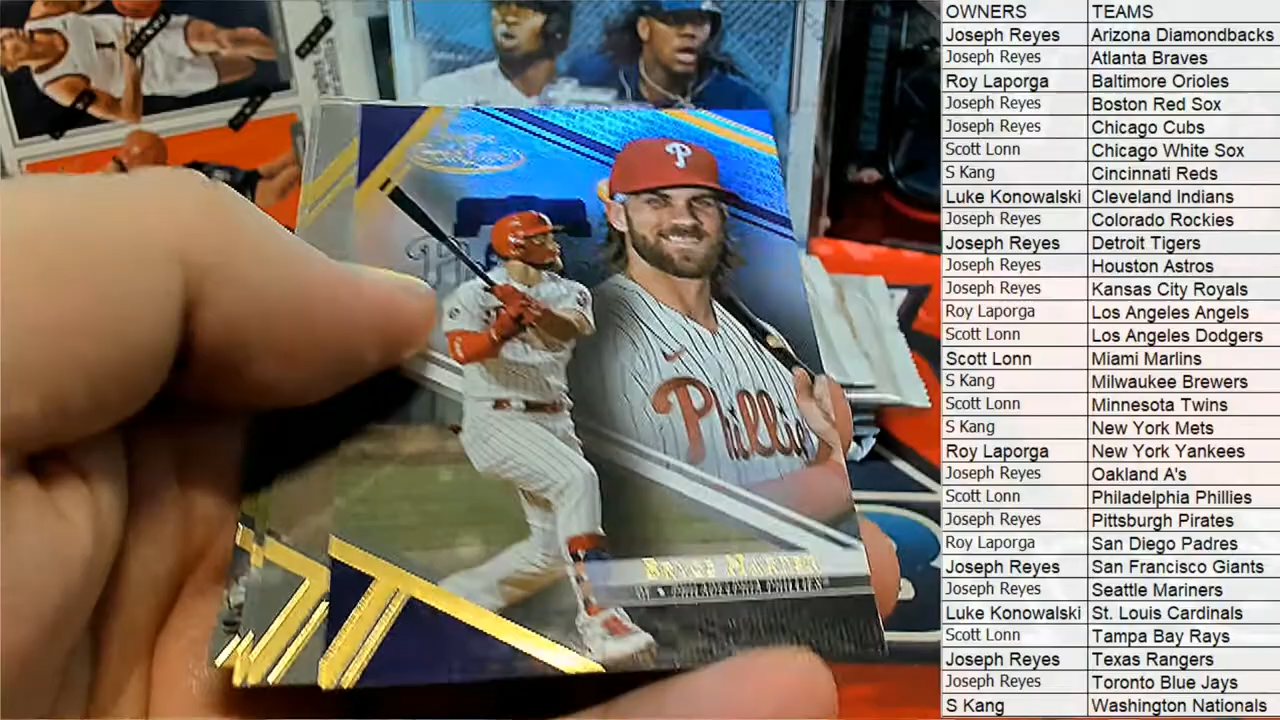 OWNERS TEAMS
Joseph Reyes Arizona Diamondbacks
Joseph Reyes Atlanta Braves
Roy Laporga Baltimore Orioles
Joseph Reyes Boston Red Sox
Joseph Reyes Chicago Cubs
Scott Lonn Chicago White Sox
S Kang Cincinnati Reds
Luke Konowalski Cleveland Indians
Joseph Reyes Colorado Rockies
Joseph Reyes Detroit Tigers
Joseph Reyes Houston Astros
Joseph Reyes Kansas City Royals
Roy Laporga Los Angeles Angels
Scott Lonn Los Angeles Dodgers
Scott Lonn Miami Marlins
S Kang Milwaukee Brewers
Scott Lonn Minnesota Twins
S Kang New York Mets
Roy Laporga New York Yankees
Joseph Reyes Oakland A's
Scott Lonn Philadelphia Phillies
Joseph Reyes Pittsburgh Pirates
Roy Laporga San Diego Padres
Joseph Reyes San Francisco Giants
Joseph Reyes Seattle Mariners
Luke Konowalski St. Louis Cardinals
Scott Lonn Tampa Bay Rays
Joseph Reyes Texas Rangers
Joseph Reyes Toronto Blue Jays
S Kang Washington Nationals
P
Phillies
Bryce Harper
PHILADELPHIA PHILLIES